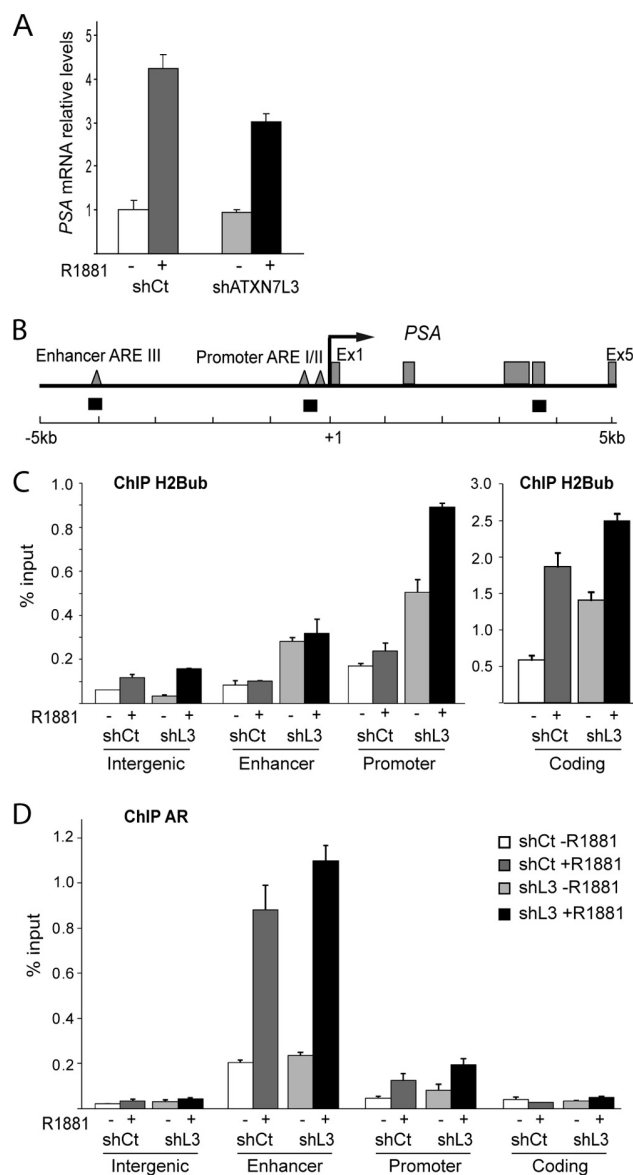 A
PSA mRNA relative levels
5
4
3
2
1
R1881 - + - +
shCt shATXN7L3
B
PSA
Enhancer ARE III Promoter ARE I/II Ex1 Ex5
-5kb +1 5kb
C
ChIP H2Bub
% input
1.0
0.8
0.6
0.4
0.2
R1881 - + - + - + - + - + - +
shCt shL3 shCt shL3 shCt shL3
Intergenic Enhancer Promoter
ChIP H2Bub
3.0
2.5
2.0
1.5
1.0
0.5
- + - +
shCt shL3
Coding
D
ChIP AR
% input
1.2
1.0
0.8
0.6
0.4
0.2
0
shCt -R1881
shCt +R1881
shL3 -R1881
shL3 +R1881
R1881 - + - + - + - + - + - + - + - +
shCt shL3 shCt shL3 shCt shL3 shCt shL3
Intergenic Enhancer Promoter Coding